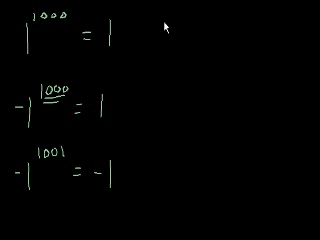 1¹⁰⁰⁰ = 1
-1¹⁰⁰⁰ = 1
-1¹⁰⁰¹ = -1